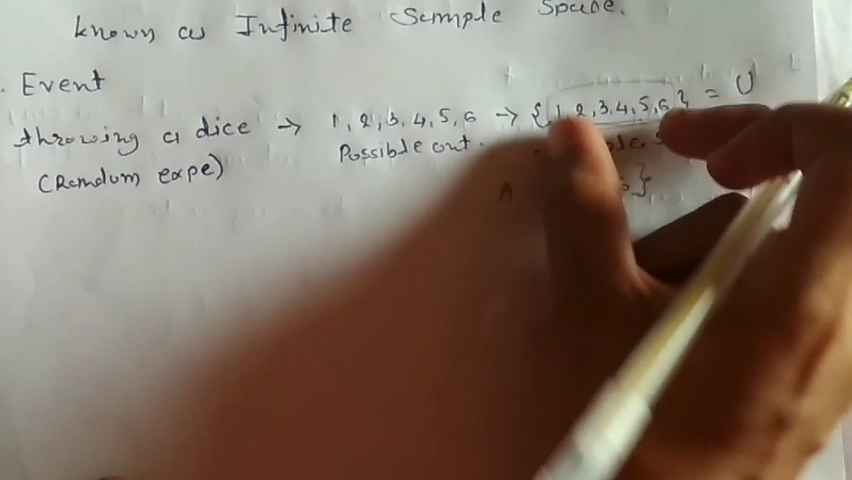 known as Infinite Sample Space.
. Event
throwing a dice → 1, 2, 3, 4, 5, 6 → {1, 2, 3, 4, 5, 6} = U
(Random expe) Possible out.
A }